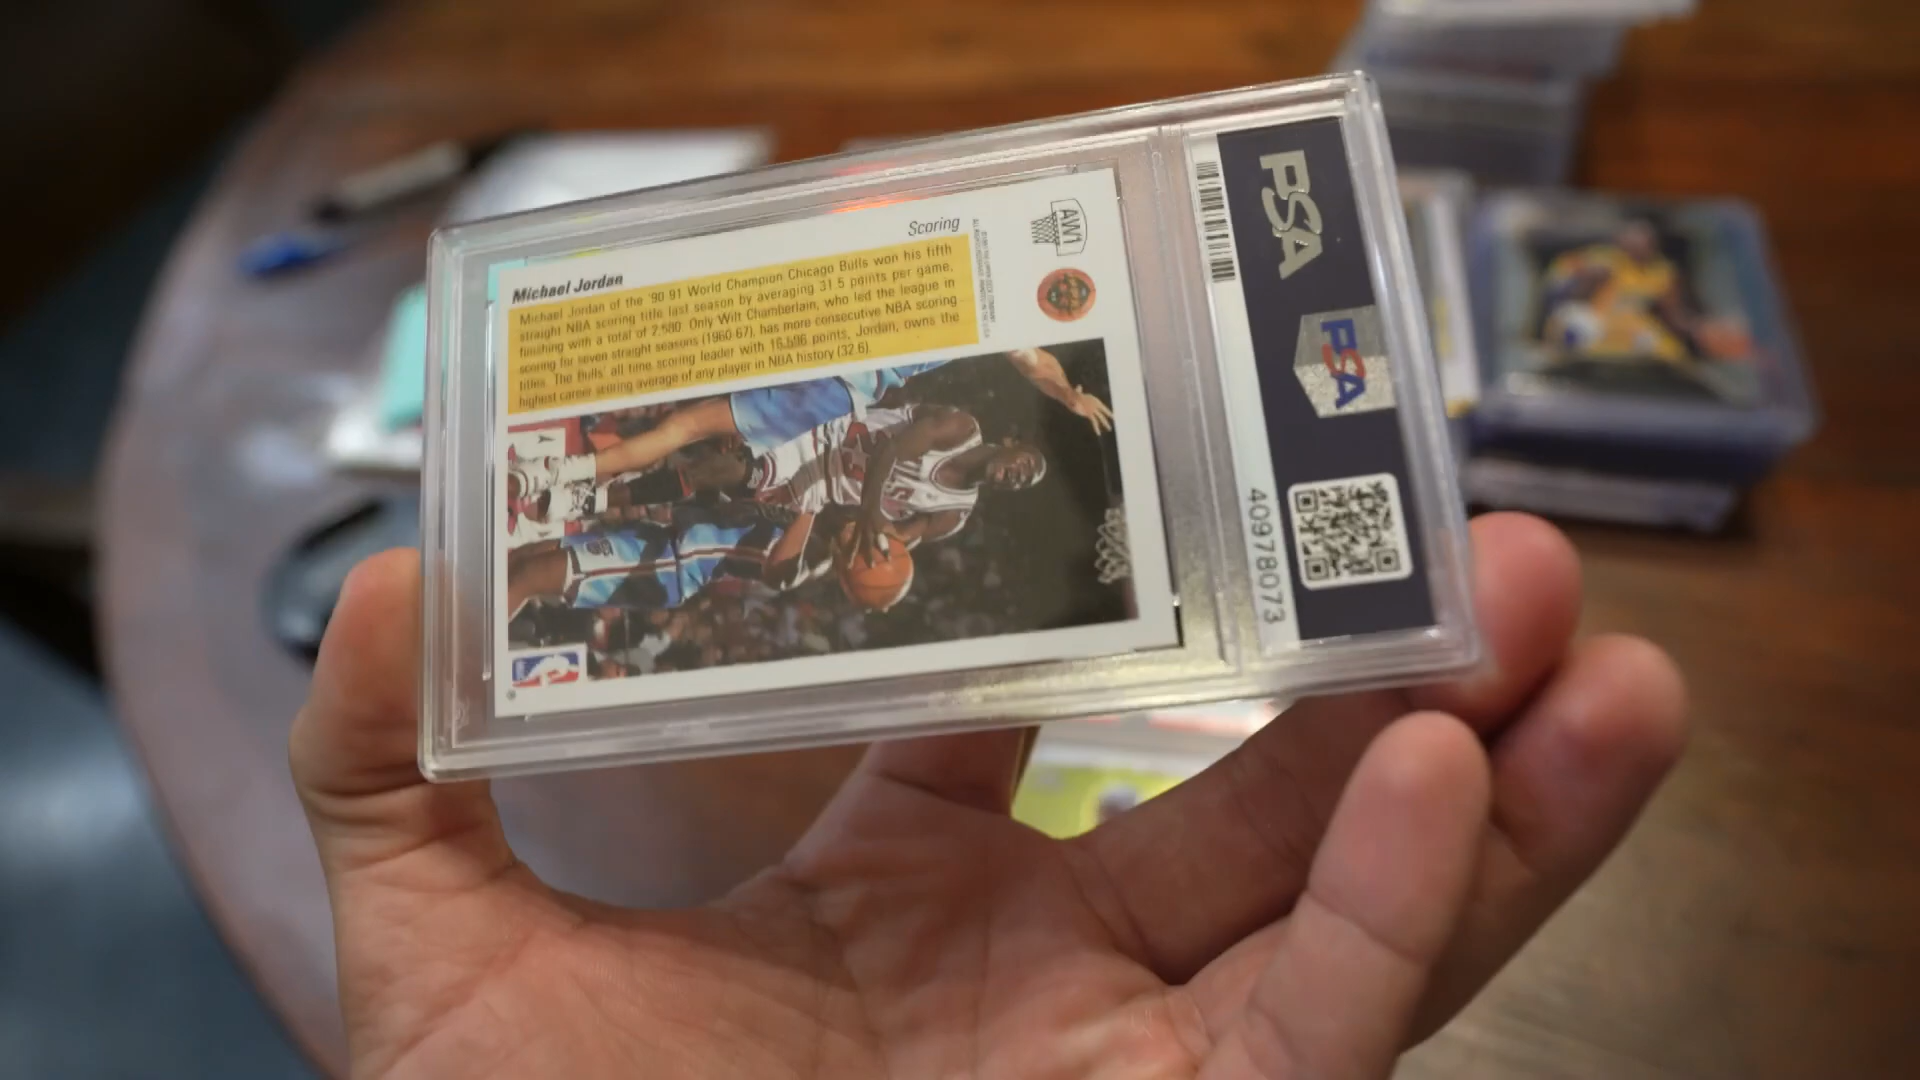 Scoring
Michael Jordan
Michael Jordan of the '90 91 World Champion Chicago Bulls won his fifth
straight NBA scoring title last season by averaging 31.5 points per game,
finishing with a total of 2,580. Only Wilt Chamberlain, who led the league in
scoring for seven straight seasons (1960-67), has more consecutive NBA scoring
titles. The Bulls' all time scoring leader with 16,596 points, Jordan, owns the
highest career scoring average of any player in NBA history (32.6).
AW1
PSA
PSA
40978073